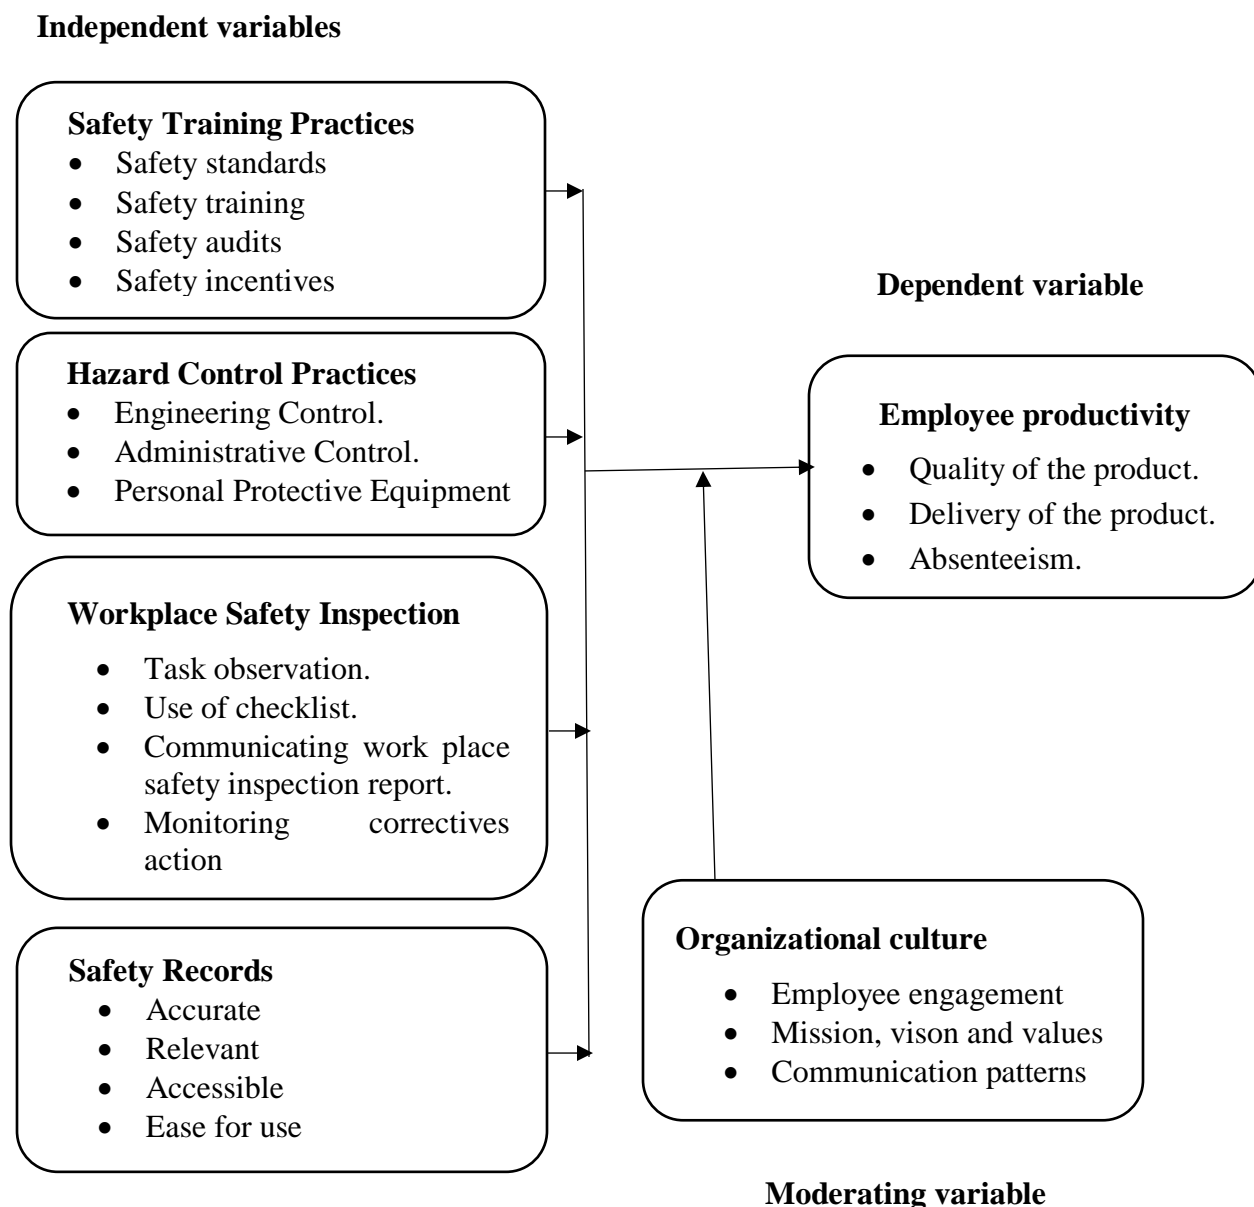 Independent variables
Safety Training Practices
• Safety standards
• Safety training
• Safety audits
• Safety incentives
Hazard Control Practices
• Engineering Control.
• Administrative Control.
• Personal Protective Equipment
Workplace Safety Inspection
• Task observation.
• Use of checklist.
• Communicating work place
safety inspection report.
• Monitoring correctives
action
Safety Records
• Accurate
• Relevant
• Accessible
• Ease for use
Dependent variable
Employee productivity
• Quality of the product.
• Delivery of the product.
• Absenteeism.
Organizational culture
• Employee engagement
• Mission, vison and values
• Communication patterns
Moderating variable